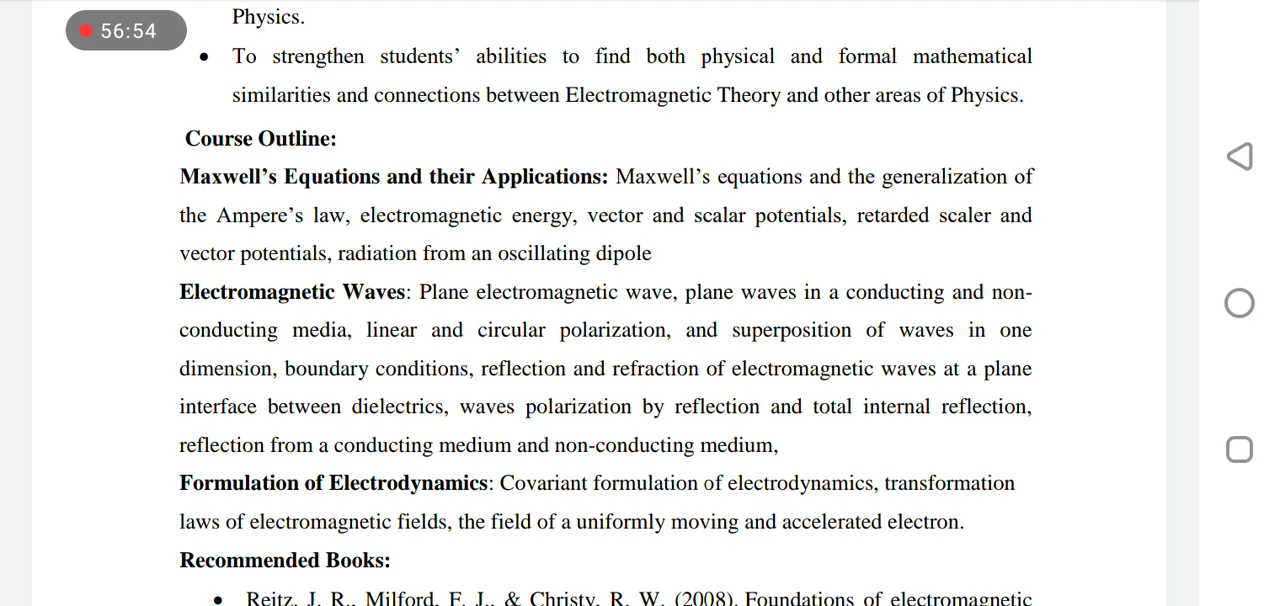 56:54
Physics.
• To strengthen students’ abilities to find both physical and formal mathematical
similarities and connections between Electromagnetic Theory and other areas of Physics.
Course Outline:
Maxwell’s Equations and their Applications: Maxwell’s equations and the generalization of
the Ampere’s law, electromagnetic energy, vector and scalar potentials, retarded scaler and
vector potentials, radiation from an oscillating dipole
Electromagnetic Waves: Plane electromagnetic wave, plane waves in a conducting and non-
conducting media, linear and circular polarization, and superposition of waves in one
dimension, boundary conditions, reflection and refraction of electromagnetic waves at a plane
interface between dielectrics, waves polarization by reflection and total internal reflection,
reflection from a conducting medium and non-conducting medium,
Formulation of Electrodynamics: Covariant formulation of electrodynamics, transformation
laws of electromagnetic fields, the field of a uniformly moving and accelerated electron.
Recommended Books:
• Reitz, J. R., Milford, F. J., & Christy, R. W. (2008). Foundations of electromagnetic